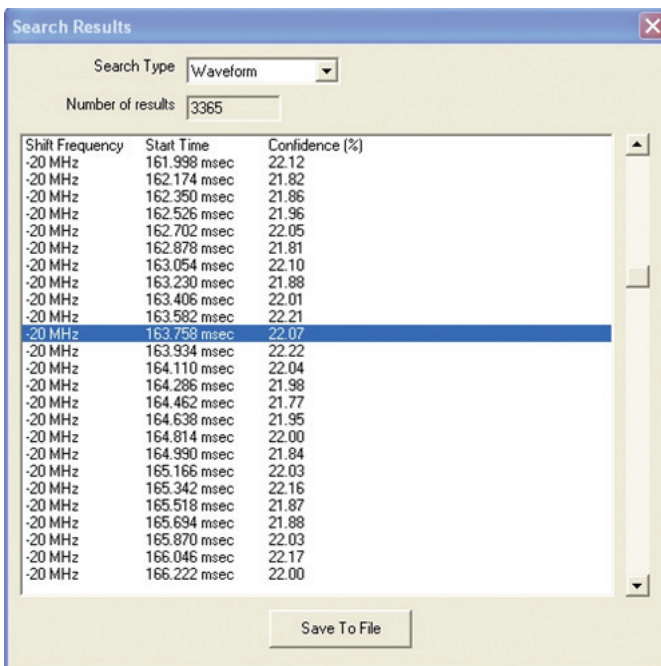 Search Results
Search Type Waveform
Number of results 3365
Shift Frequency Start Time Confidence (%)
-20 MHz 161.998 msec 22.12
-20 MHz 162.174 msec 21.82
-20 MHz 162.350 msec 21.86
-20 MHz 162.526 msec 21.96
-20 MHz 162.702 msec 22.05
-20 MHz 162.878 msec 21.81
-20 MHz 163.054 msec 22.10
-20 MHz 163.230 msec 21.88
-20 MHz 163.406 msec 22.01
-20 MHz 163.582 msec 22.21
-20 MHz 163.758 msec 22.07
-20 MHz 163.934 msec 22.22
-20 MHz 164.110 msec 22.04
-20 MHz 164.286 msec 21.98
-20 MHz 164.462 msec 21.77
-20 MHz 164.638 msec 21.95
-20 MHz 164.814 msec 22.00
-20 MHz 164.990 msec 21.84
-20 MHz 165.166 msec 22.03
-20 MHz 165.342 msec 22.16
-20 MHz 165.518 msec 21.87
-20 MHz 165.694 msec 21.88
-20 MHz 165.870 msec 22.03
-20 MHz 166.046 msec 22.17
-20 MHz 166.222 msec 22.00
Save To File